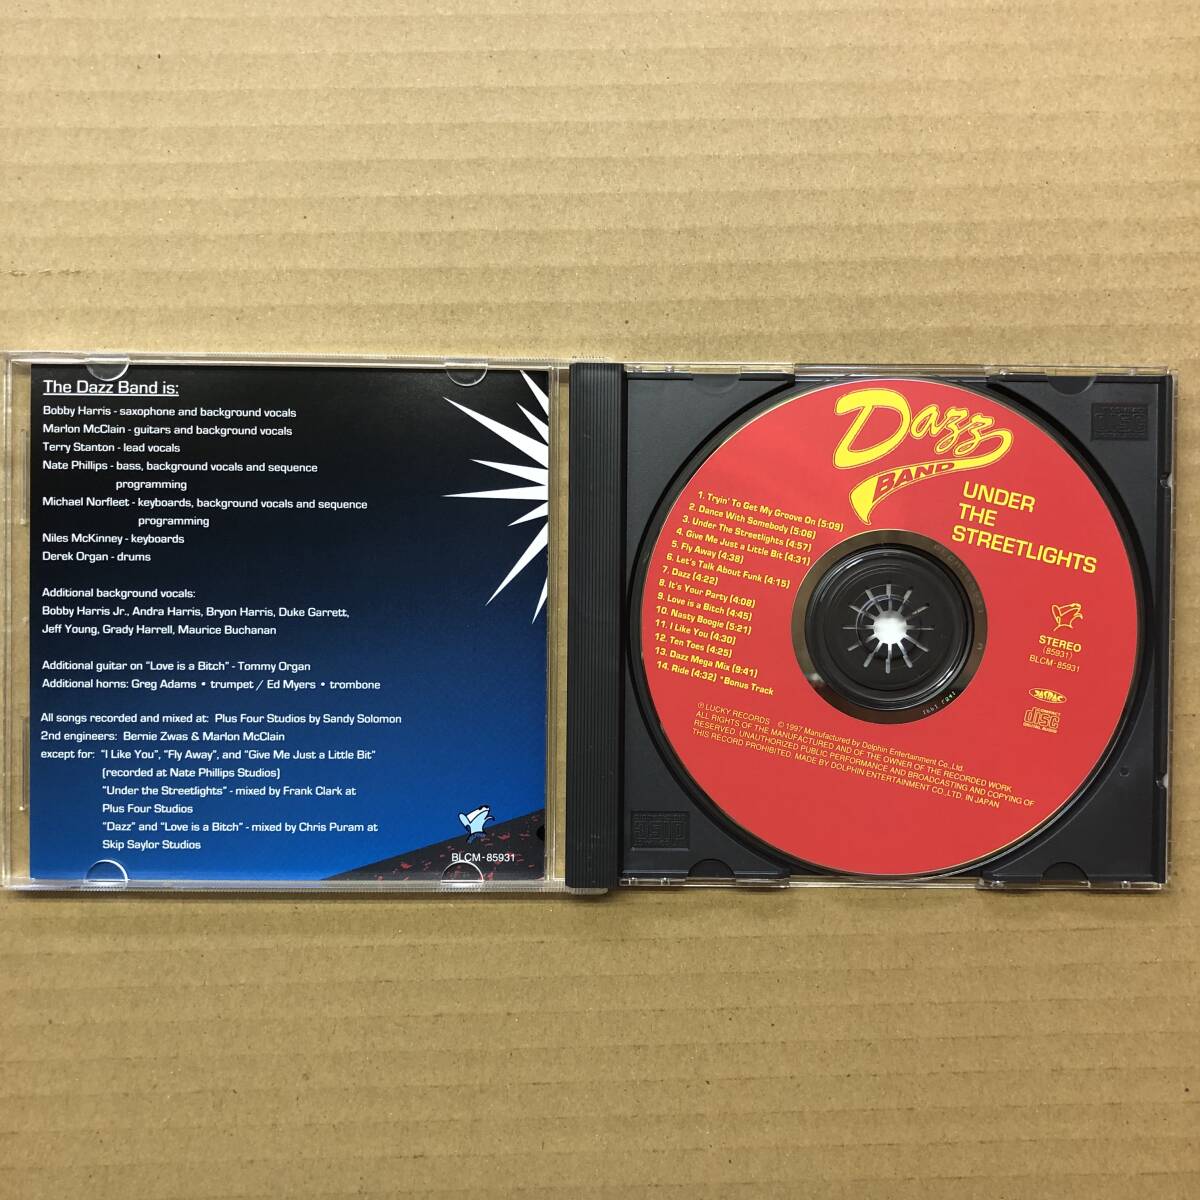 The Dazz Band is:
Bobby Harris - saxophone and background vocals
Marlon McClain - guitars and background vocals
Terry Stanton - lead vocals
Nate Phillips - bass, background vocals and sequence
programming
Michael Norfleet - keyboards, background vocals and sequence
programming
Niles McKinney - keyboards
Derek Organ - drums
Additional background vocals:
Bobby Harris Jr., Andra Harris, Bryon Harris, Duke Garrett,
Jeff Young, Grady Harrell, Maurice Buchanan
Additional guitar on "Love is a Bitch" - Tommy Organ
Additional horns: Greg Adams • trumpet / Ed Myers • trombone
All songs recorded and mixed at: Plus Four Studios by Sandy Solomon
2nd engineers: Bernie Zwas & Marlon McClain
except for: "I Like You", "Fly Away", and "Give Me Just a Little Bit"
(recorded at Nate Phillips Studios)
"Under the Streetlights" - mixed by Frank Clark at
Plus Four Studios
"Dazz" and "Love is a Bitch" - mixed by Chris Puram at
Skip Saylor Studios
BLCM-85931
Dazz
BAND
UNDER
THE
STREETLIGHTS
1. Tryin' To Get My Groove On (5:09)
2. Dance With Somebody (5:06)
3. Under The Streetlights (4:57)
4. Give Me Just a Little Bit (4:31)
5. Fly Away (4:38)
6. Let's Talk About Funk (4:15)
7. Dazz (4:22)
8. It's Your Party (4:08)
9. Love is a Bitch (4:45)
10. Nasty Boogie (5:21)
11. I Like You (4:30)
12. Ten Toes (4:25)
13. Dazz Mega Mix (9:41)
14. Ride (4:32) *Bonus Track
STEREO
(85931)
BLCM-85931
JASRAC
COMPACT
disc
DIGITAL AUDIO
℗ LUCKY RECORDS © 1997 Manufactured by Dolphin Entertainment Co., Ltd.
ALL RIGHTS OF THE MANUFACTURED AND OF THE OWNER OF THE RECORDED WORK
RESERVED. UNAUTHORIZED PUBLIC PERFORMANCE AND BROADCASTING AND COPYING OF
THIS RECORD PROHIBITED. MADE BY DOLPHIN ENTERTAINMENT CO., LTD. IN JAPAN